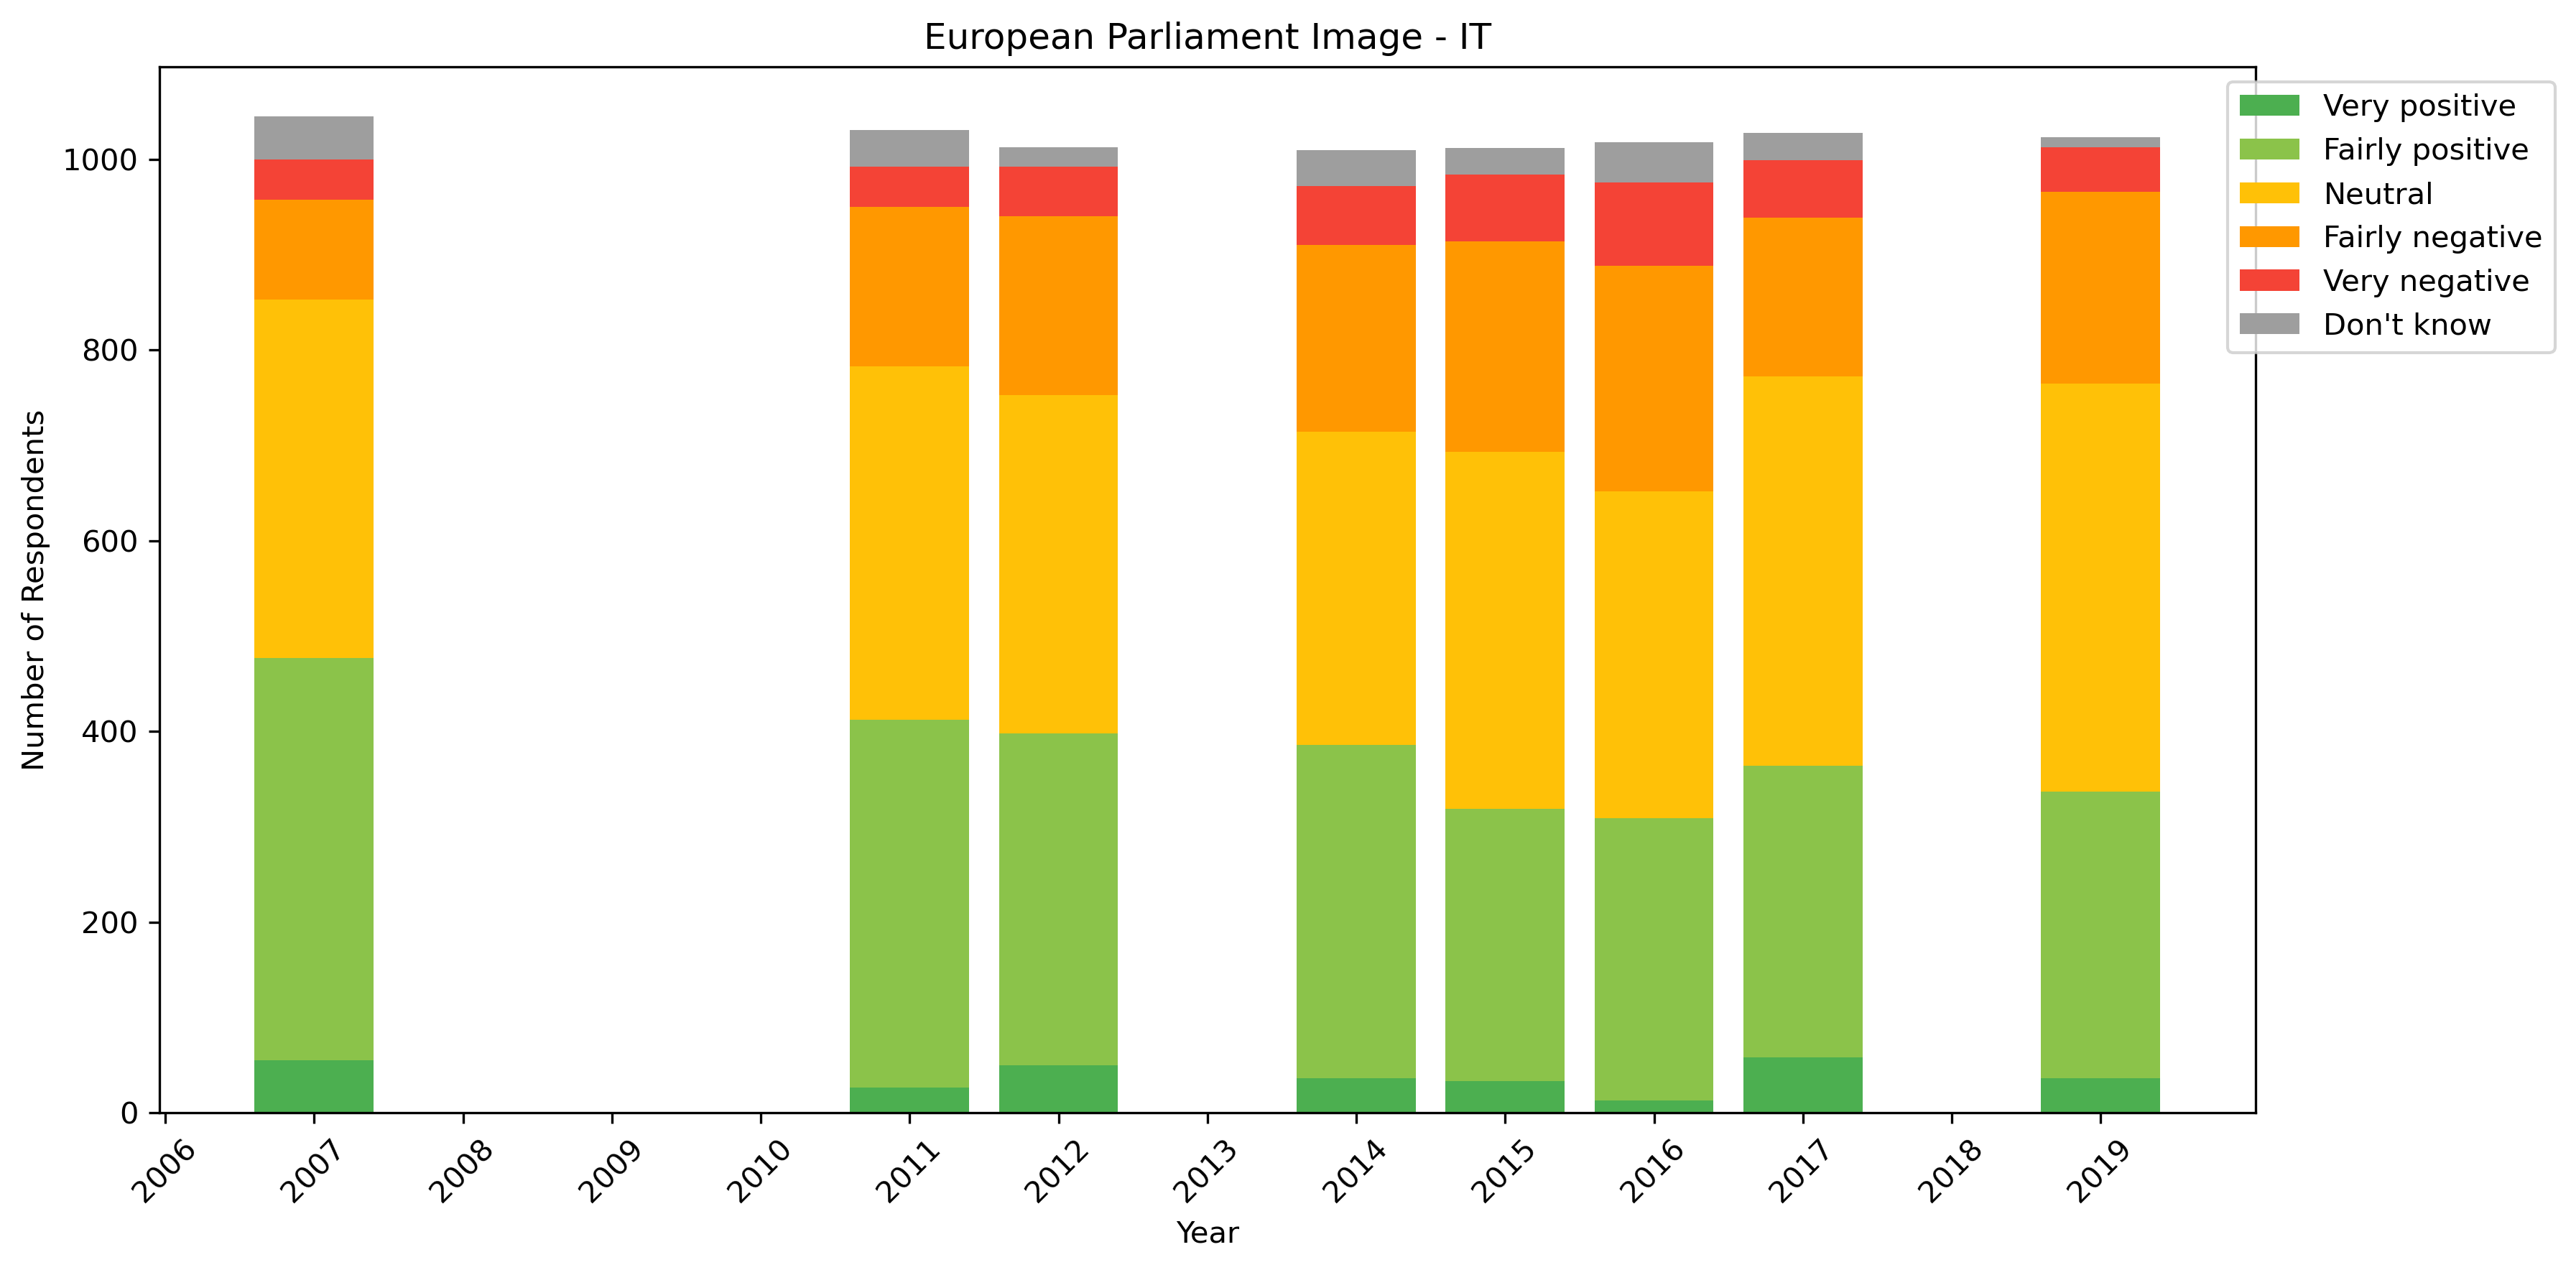 European Parliament Image - IT
Very positive
Fairly positive
Neutral
Fairly negative
Very negative
Don't know
Number of Respondents
1000
800
600
400
200
0
2006
2007
2008
2009
2010
2011
2012
2013
2014
2015
2016
2017
2018
2019
Year